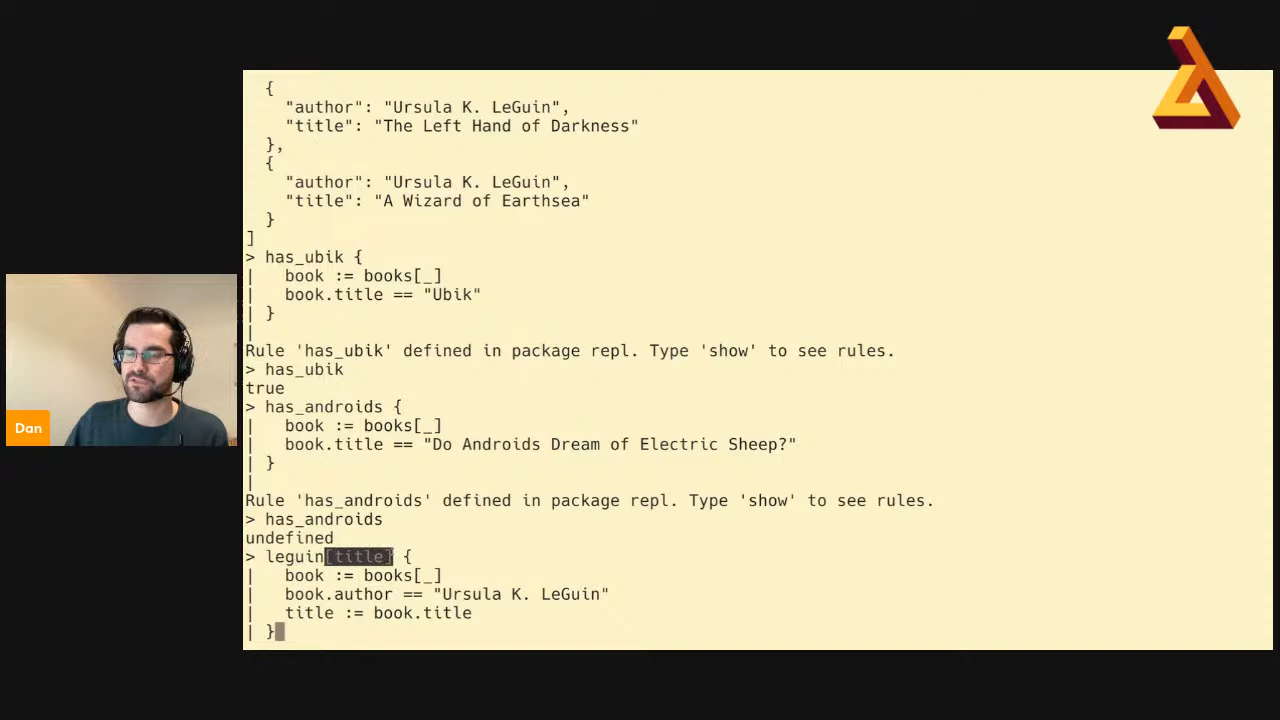 {
"author": "Ursula K. LeGuin",
"title": "The Left Hand of Darkness"
},
{
"author": "Ursula K. LeGuin",
"title": "A Wizard of Earthsea"
}
]
> has_ubik {
| book := books[_]
| book.title == "Ubik"
| }
|
Rule 'has_ubik' defined in package repl. Type 'show' to see rules.
> has_ubik
true
> has_androids {
| book := books[_]
| book.title == "Do Androids Dream of Electric Sheep?"
| }
|
Rule 'has_androids' defined in package repl. Type 'show' to see rules.
> has_androids
undefined
> leguin[title] {
| book := books[_]
| book.author == "Ursula K. LeGuin"
| title := book.title
| }
Dan